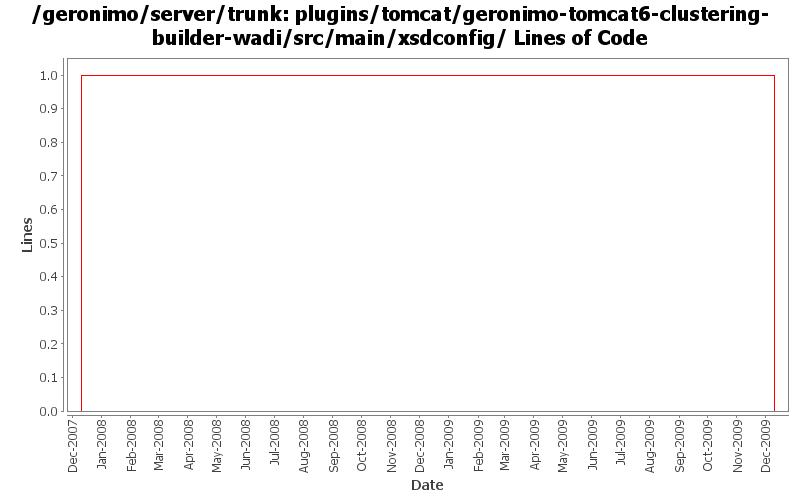 /geronimo/server/trunk: plugins/tomcat/geronimo-tomcat6-clustering-
builder-wadi/src/main/xsdconfig/ Lines of Code
Lines
1.0
0.9
0.8
0.7
0.6
0.5
0.4
0.3
0.2
0.1
0.0
Dec-2007
Jan-2008
Feb-2008
Mar-2008
Apr-2008
May-2008
Jun-2008
Jul-2008
Aug-2008
Sep-2008
Oct-2008
Nov-2008
Dec-2008
Jan-2009
Feb-2009
Mar-2009
Apr-2009
May-2009
Jun-2009
Jul-2009
Aug-2009
Sep-2009
Oct-2009
Nov-2009
Dec-2009
Date